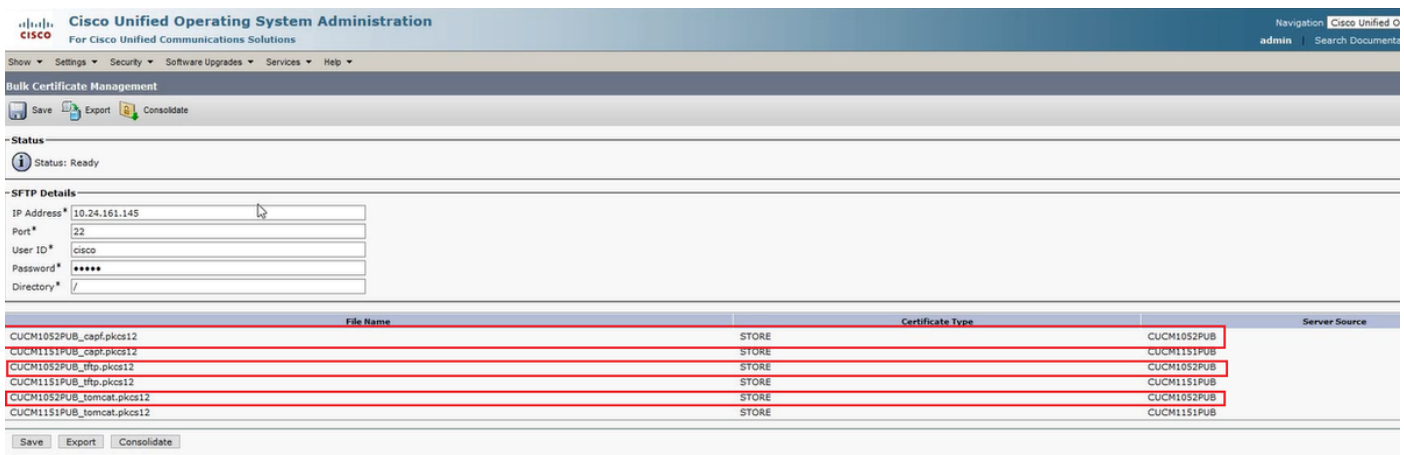 Cisco Unified Operating System Administration
For Cisco Unified Communications Solutions
CISCO
Navigation Cisco Unified O
admin | Search Documenta
Show Settings Security Software Upgrades Services Help
Bulk Certificate Management
Save Export Consolidate
Status
Status: Ready
SFTP Details
IP Address* 10.24.161.145
Port* 22
User ID* cisco
Password* •••••
Directory* /
File Name Certificate Type Server Source
CUCM1052PUB_capf.pkcs12 STORE CUCM1052PUB
CUCM1151PUB_capf.pkcs12 STORE CUCM1151PUB
CUCM1052PUB_tftp.pkcs12 STORE CUCM1052PUB
CUCM1151PUB_tftp.pkcs12 STORE CUCM1151PUB
CUCM1052PUB_tomcat.pkcs12 STORE CUCM1052PUB
CUCM1151PUB_tomcat.pkcs12 STORE CUCM1151PUB
Save Export Consolidate